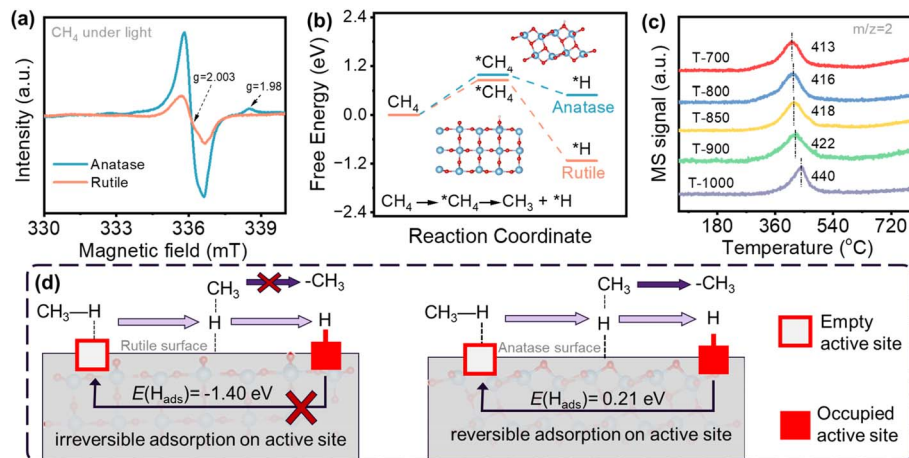 (a)
CH₄ under light
g=2.003
g=1.98
Anatase
Rutile
Intensity (a.u.)
330
333
336
339
Magnetic field (mT)
(b)
2.4
1.2
0.0
−1.2
−2.4
Free Energy (eV)
CH₄
*CH₄
*CH₄
*H
Anatase
*H
Rutile
CH₄ → *CH₄ → CH₃ + *H
Reaction Coordinate
(c)
m/z=2
T-700
413
T-800
416
T-850
418
T-900
422
T-1000
440
MS signal (a.u.)
180
360
540
720
Temperature (°C)
(d)
CH₃—H
CH₃
-CH₃
H
H
Rutile surface
E(Hads)= -1.40 eV
irreversible adsorption on active site
CH₃—H
CH₃
-CH₃
H
H
Anatase surface
E(Hads)= 0.21 eV
reversible adsorption on active site
Empty
active site
Occupied
active site